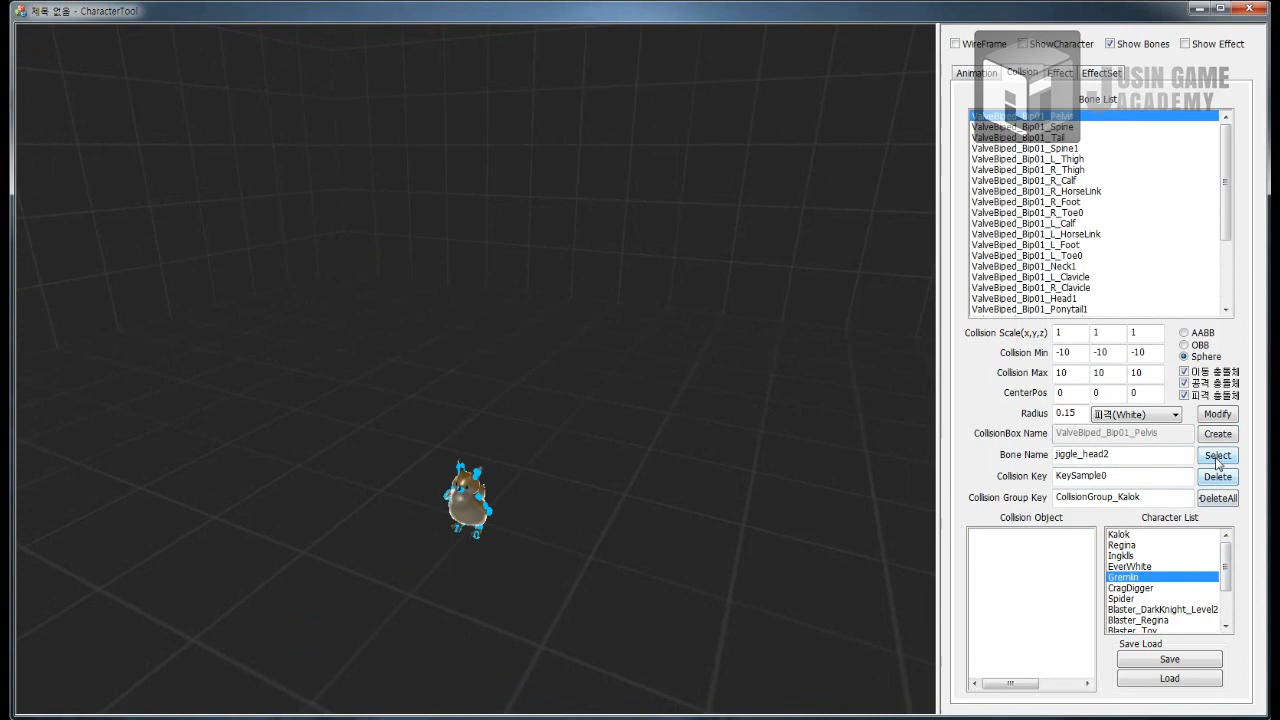 제목 없음 - CharacterTool
WireFrame ShowCharacter Show Bones Show Effect
Animation Collision Effect EffectSet
JUSIN GAME
ACADEMY
Bone List
ValveBiped_Bip01_Pelvis
ValveBiped_Bip01_Spine
ValveBiped_Bip01_Tail
ValveBiped_Bip01_Spine1
ValveBiped_Bip01_L_Thigh
ValveBiped_Bip01_R_Thigh
ValveBiped_Bip01_R_Calf
ValveBiped_Bip01_R_HorseLink
ValveBiped_Bip01_R_Foot
ValveBiped_Bip01_R_Toe0
ValveBiped_Bip01_L_Calf
ValveBiped_Bip01_L_HorseLink
ValveBiped_Bip01_L_Foot
ValveBiped_Bip01_L_Toe0
ValveBiped_Bip01_Neck1
ValveBiped_Bip01_L_Clavicle
ValveBiped_Bip01_R_Clavicle
ValveBiped_Bip01_Head1
ValveBiped_Bip01_Ponytail1
Collision Scale(x,y,z) 1 1 1 AABB
OBB
Collision Min -10 -10 -10 Sphere
Collision Max 10 10 10 이동 충돌체
공격 충돌체
CenterPos 0 0 0 피격 충돌체
Radius 0.15 피격(White) Modify
CollisionBox Name ValveBiped_Bip01_Pelvis Create
Bone Name jiggle_head2 Select
Collision Key KeySample0 Delete
Collision Group Key CollisionGroup_Kalok DeleteAll
Collision Object Character List
Kalok
Regina
Ingklls
EverWhite
Gremlin
CragDigger
Spider
Blaster_DarkKnight_Level2
Blaster_Regina
Blaster_Toy
Save Load
Save
Load